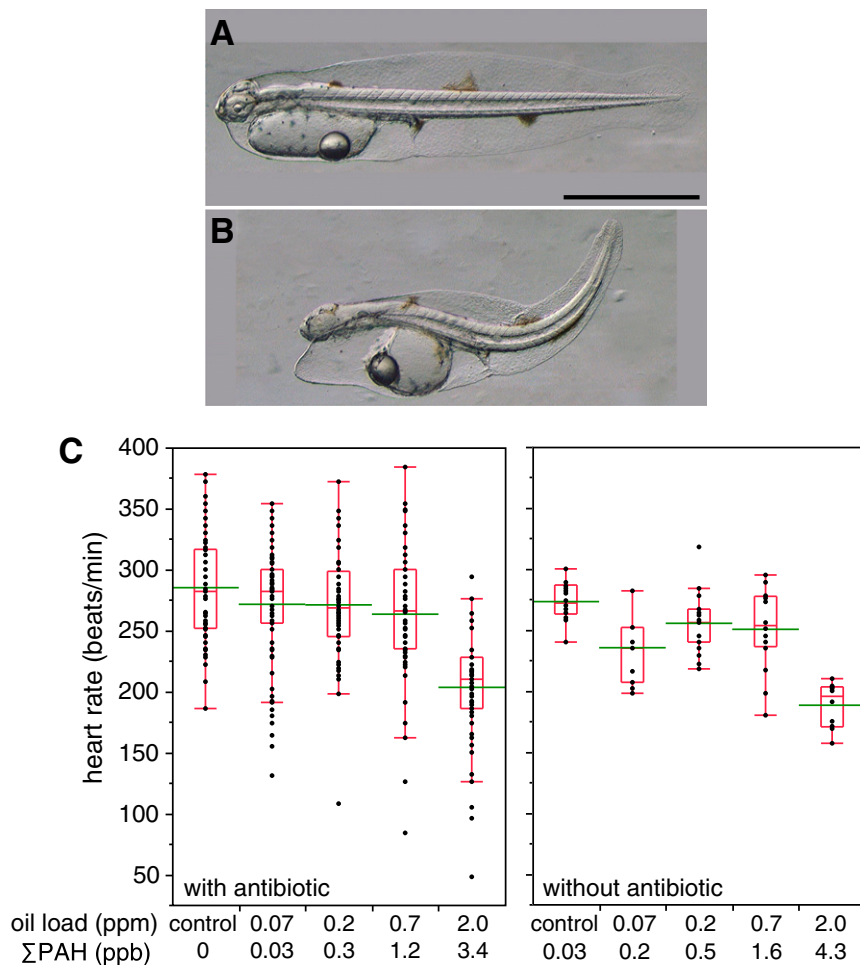 A
B
C
400
350
300
250
200
150
100
50
heart rate (beats/min)
with antibiotic
without antibiotic
oil load (ppm) control 0.07 0.2 0.7 2.0 control 0.07 0.2 0.7 2.0
ΣPAH (ppb) 0 0.03 0.3 1.2 3.4 0.03 0.2 0.5 1.6 4.3